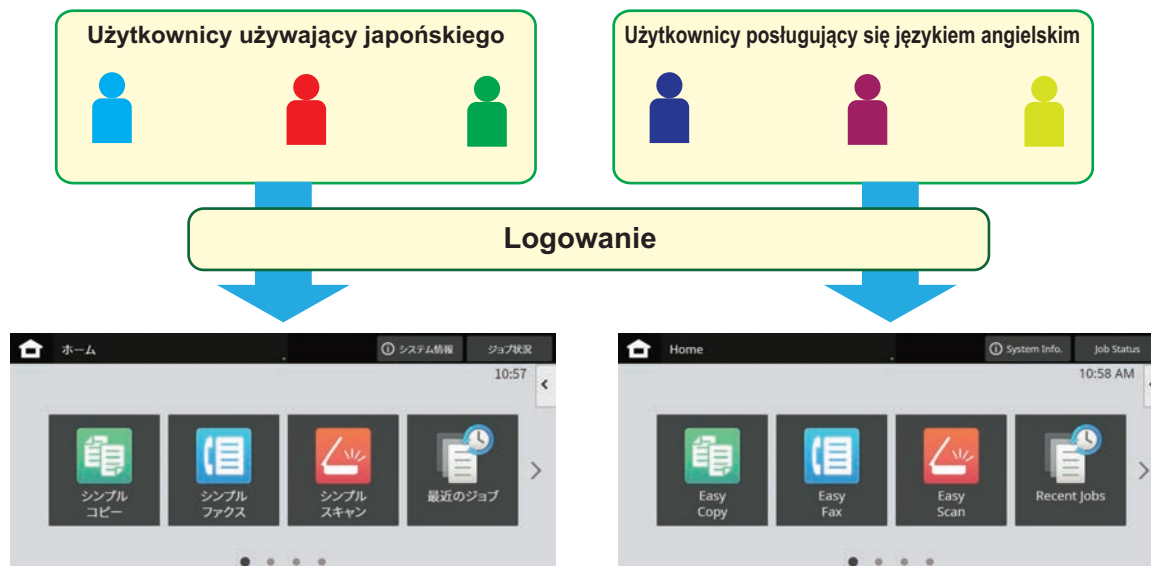 Użytkownicy używający japońskiego
Użytkownicy posługujący się językiem angielskim
Logowanie
ホーム
システム情報
ジョブ状況
10:57
シンプル
コピー
シンプル
ファクス
シンプル
スキャン
最近のジョブ
Home
System Info.
Job Status
10:58 AM
Easy
Copy
Easy
Fax
Easy
Scan
Recent Jobs